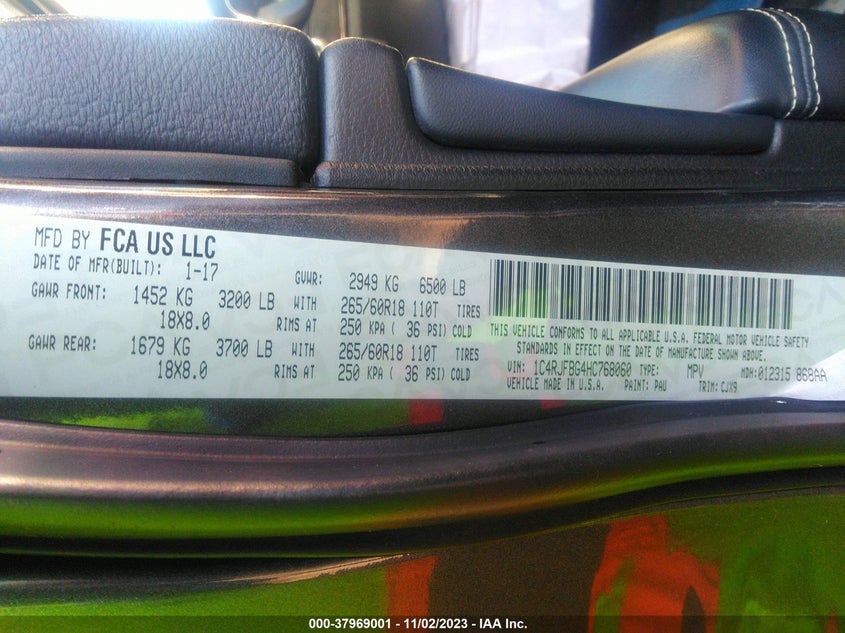 MFD BY FCA US LLC
DATE OF MFR(BUILT): 1-17 GVWR: 2949 KG 6500 LB
GAWR FRONT: 1452 KG 3200 LB WITH 265/60R18 110T TIRES
18X8.0 RIMS AT 250 KPA ( 36 PSI) COLD
GAWR REAR: 1679 KG 3700 LB WITH 265/60R18 110T TIRES
18X8.0 RIMS AT 250 KPA ( 36 PSI) COLD
THIS VEHICLE CONFORMS TO ALL APPLICABLE U.S.A. FEDERAL MOTOR VEHICLE SAFETY
STANDARDS IN EFFECT ON THE DATE OF MANUFACTURE SHOWN ABOVE.
VIN: 1C4RJFBG4HC768060 TYPE: MPV MDH: 012315 868AA
VEHICLE MADE IN U.S.A. PAINT: PAU TRIM: CJX9
000-37969001 - 11/02/2023 - IAA Inc.